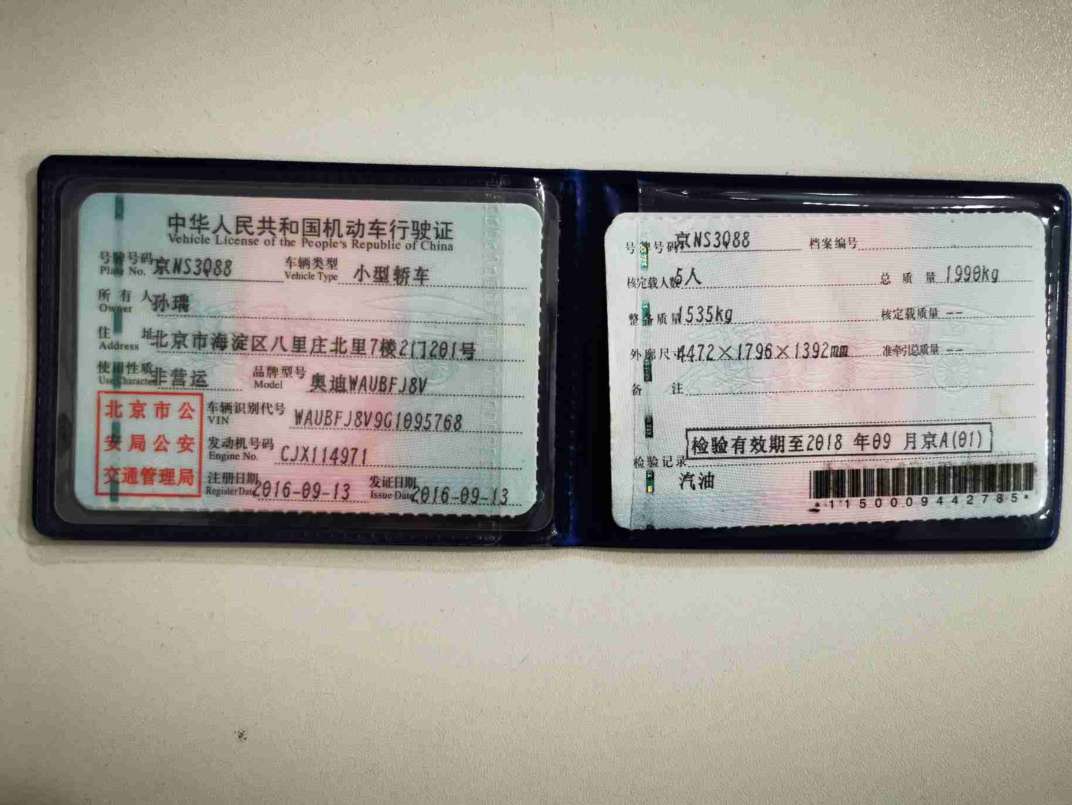 中华人民共和国机动车行驶证
Vehicle License of the People's Republic of China
号牌号码 京NS3Q88 车辆类型 小型轿车
Plate No. Vehicle Type
所有人 孙瑞
Owner
住址 北京市海淀区八里庄北里7楼2门201号
Address
使用性质 非营运 品牌型号 奥迪WAUBFJ8V
Use Character Model
北京市公
安局公安
交通管理局
车辆识别代号 WAUBFJ8V9G1095768
VIN
发动机号码 CJX114971
Engine No.
注册日期 2016-09-13 发证日期 2016-09-13
Register Date Issue Date
号牌号码 京NS3Q88 档案编号
核定载人数 5人 总质量 1990kg
整备质量 1535kg 核定载质量 --
外廓尺寸 4472×1796×1392mm 准牵引总质量 --
备注
检验有效期至2018年09月京A(01)
检验记录
汽油
*1150009442785*